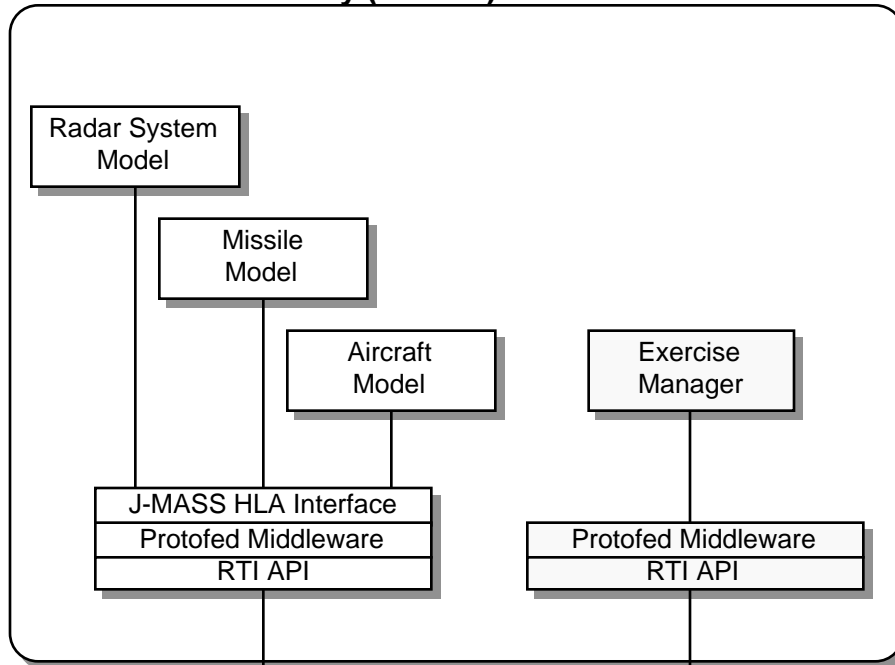 Radar System
Model
Missile
Model
Aircraft
Model
Exercise
Manager
J-MASS HLA Interface
Protofed Middleware
RTI API
Protofed Middleware
RTI API